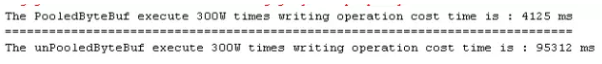 The PooledByteBuf execute 300W times writing operation cost time is : 4125 ms
==========================================================================
The unPooledByteBuf execute 300W times writing operation cost time is : 95312 ms